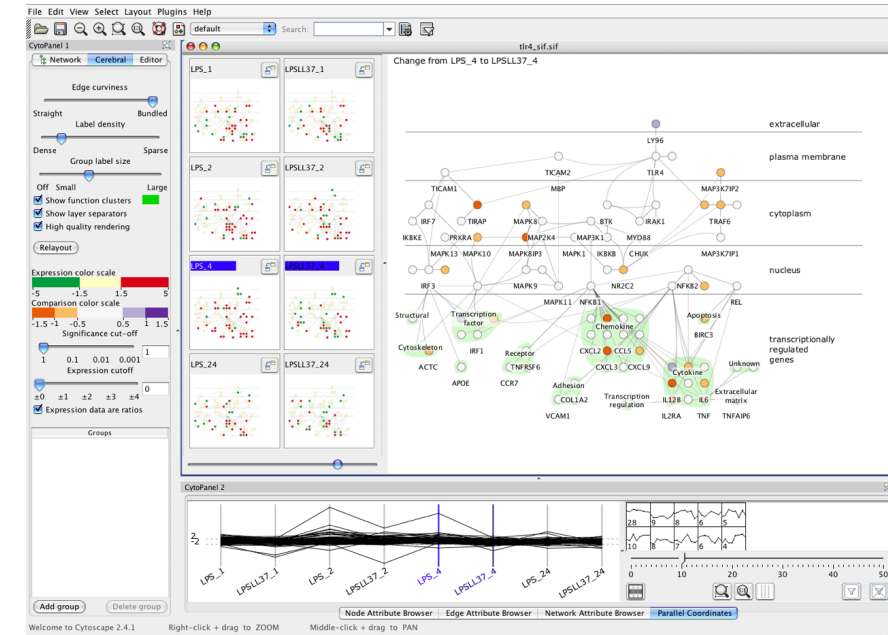 File Edit View Select Layout Plugins Help
default
Search:
CytoPanel 1
tlr4_sif.sif
Network Cerebral Editor
Edge curviness
Straight Bundled
Label density
Dense Sparse
Group label size
Off Small Large
Show function clusters
Show layer separators
High quality rendering
Relayout
Expression color scale
-5 -1.5 1.5 5
Comparison color scale
-1.5 -1 -0.5 0.5 1 1.5
Significance cut-off
1
1 0.1 0.01 0.001
Expression cutoff
0
±0 ±1 ±2 ±3 ±4
Expression data are ratios
Groups
Add group Delete group
LPS_1 LPSLL37_1
LPS_2 LPSLL37_2
LPS_4 LPSLL37_4
LPS_24 LPSLL37_24
Change from LPS_4 to LPSLL37_4
extracellular
LY96
plasma membrane
TICAM2 TLR4
TICAM1 MBP MAP3K7IP2
cytoplasm
IRF7 TIRAP MAPK8 BTK IRAK1 TRAF6
IKBKE PRKRA MAP2K4 MAP3K1 MYD88
MAPK13 MAPK10 MAPK8IP3 MAPK1 IKBKB CHUK MAP3K7IP1
nucleus
IRF3 MAPK9 NR2C2 NFKB2
MAPK11 NFKB1 REL
Structural Transcription factor Chemokine Apoptosis
BIRC3
transcriptionally
regulated
genes
Cytoskeleton IRF1 Receptor CXCL2 CCL5
ACTC TNFRSF6 CXCL3 CXCL9 Unknown
APOE CCR7 Adhesion Cytokine
COL1A2 Transcription regulation IL12B IL6 Extracellular matrix
VCAM1 IL2RA TNF TNFAIP6
CytoPanel 2
2
-2
LPS_1 LPSLL37_1 LPS_2 LPSLL37_2 LPS_4 LPSLL37_4 LPS_24 LPSLL37_24
28 9 8 6 5
10 8 7 6 4
0 10 20 30 40 50
Node Attribute Browser Edge Attribute Browser Network Attribute Browser Parallel Coordinates
Welcome to Cytoscape 2.4.1 Right-click + drag to ZOOM Middle-click + drag to PAN